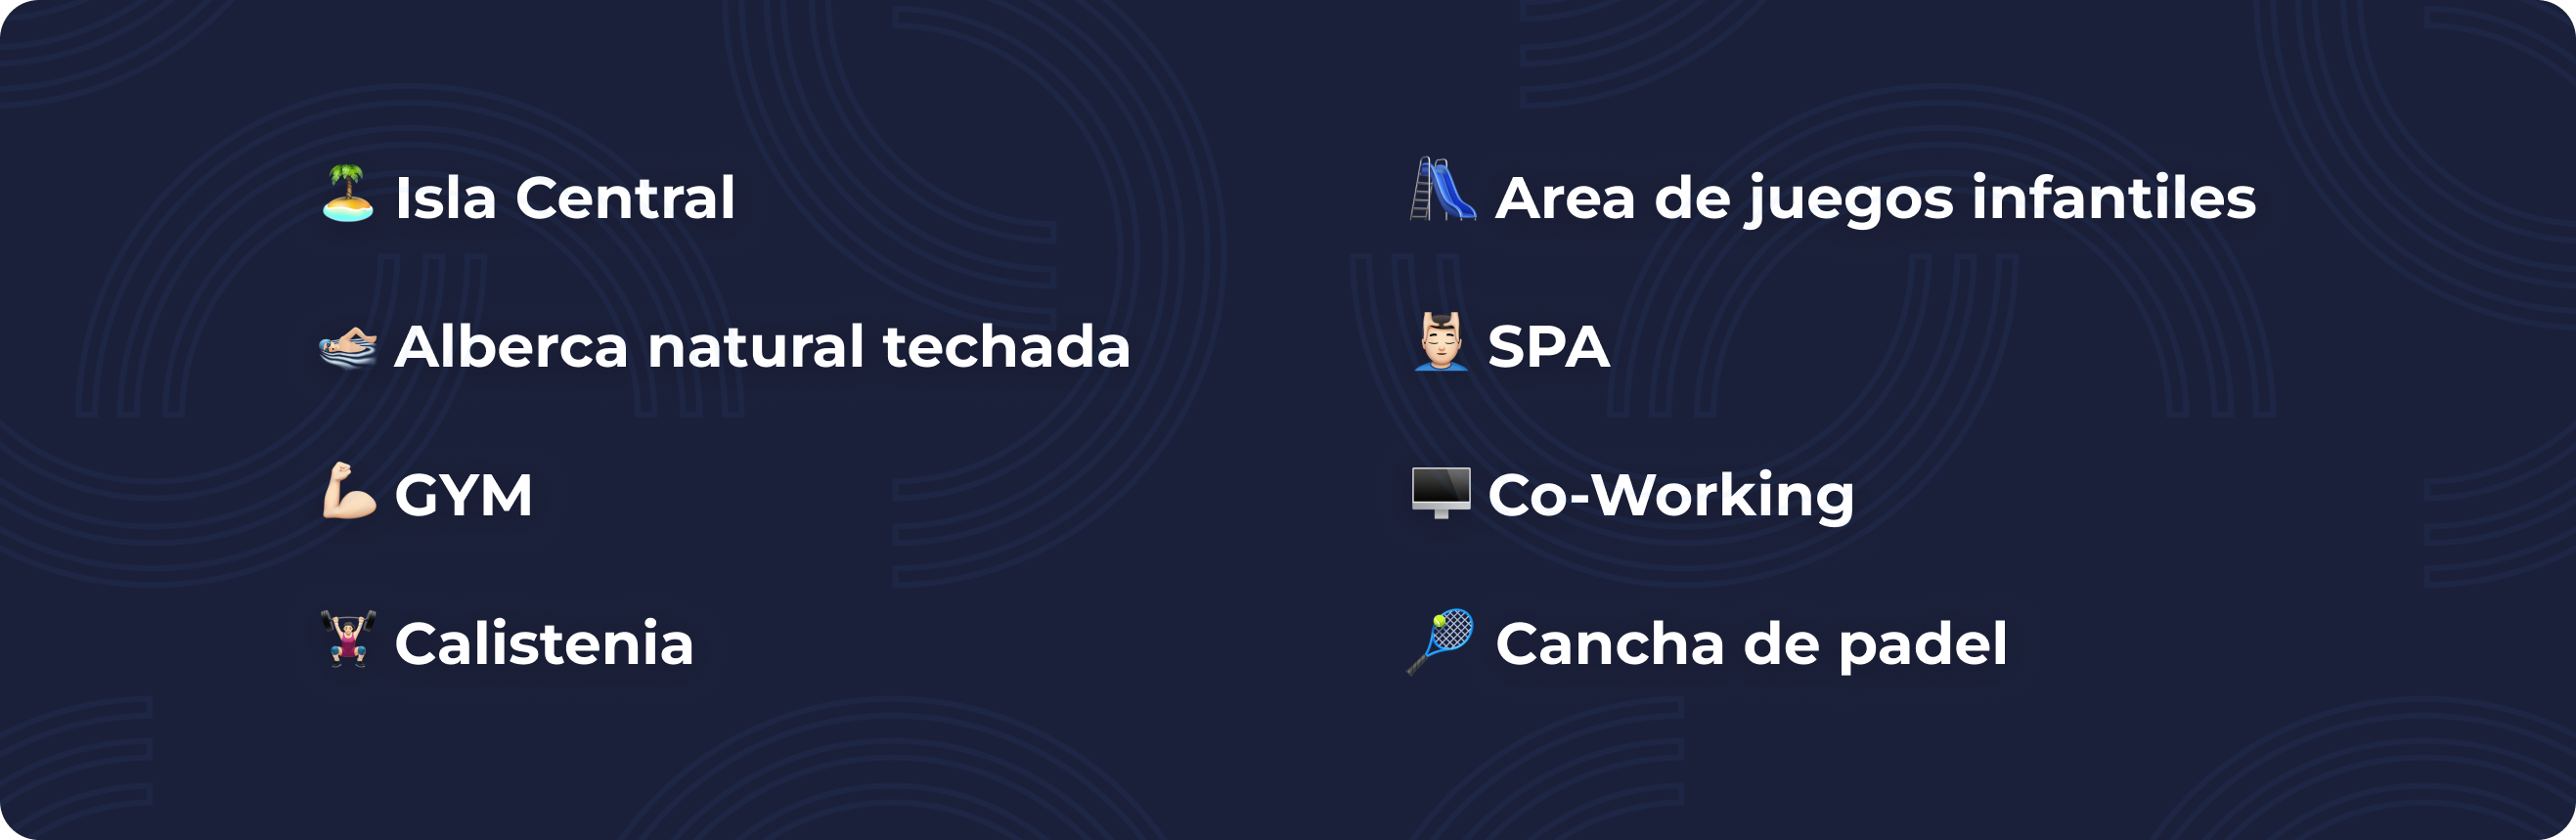 Isla Central
Alberca natural techada
GYM
Calistenia
Area de juegos infantiles
SPA
Co-Working
Cancha de padel